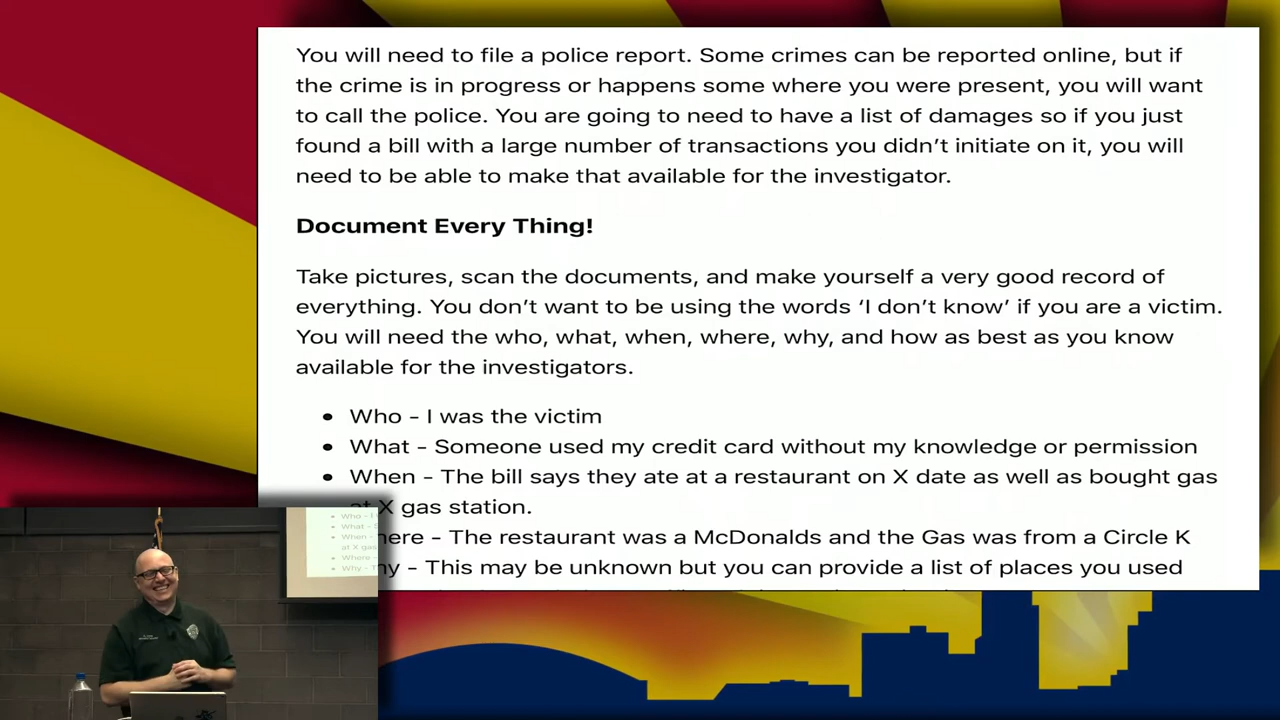 You will need to file a police report. Some crimes can be reported online, but if
the crime is in progress or happens some where you were present, you will want
to call the police. You are going to need to have a list of damages so if you just
found a bill with a large number of transactions you didn’t initiate on it, you will
need to be able to make that available for the investigator.
Document Every Thing!
Take pictures, scan the documents, and make yourself a very good record of
everything. You don’t want to be using the words ‘I don’t know’ if you are a victim.
You will need the who, what, when, where, why, and how as best as you know
available for the investigators.
• Who - I was the victim
• What - Someone used my credit card without my knowledge or permission
• When - The bill says they ate at a restaurant on X date as well as bought gas
at X gas station.
here - The restaurant was a McDonalds and the Gas was from a Circle K
hy - This may be unknown but you can provide a list of places you used
• Who - I
• What - S
• When -
at X gas
• Where -
• Why - T